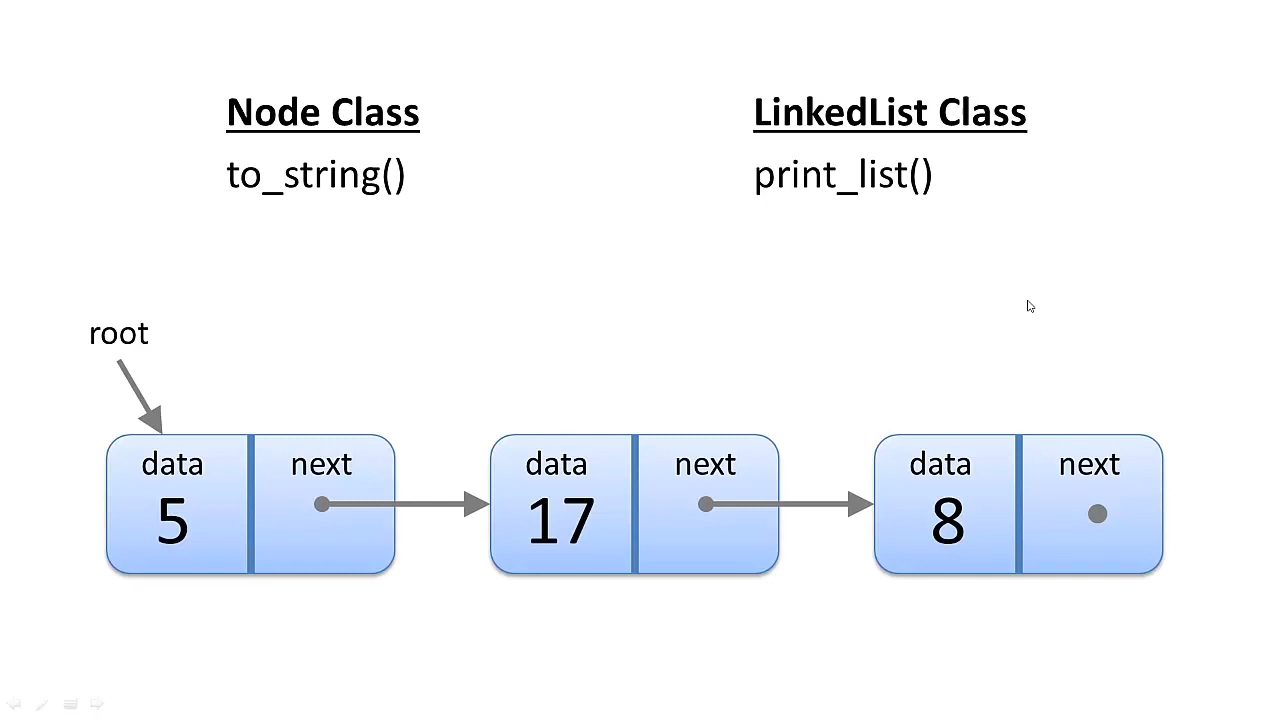 Node Class
LinkedList Class
to_string()
print_list()
root
data
next
data
next
data
next
5
17
8